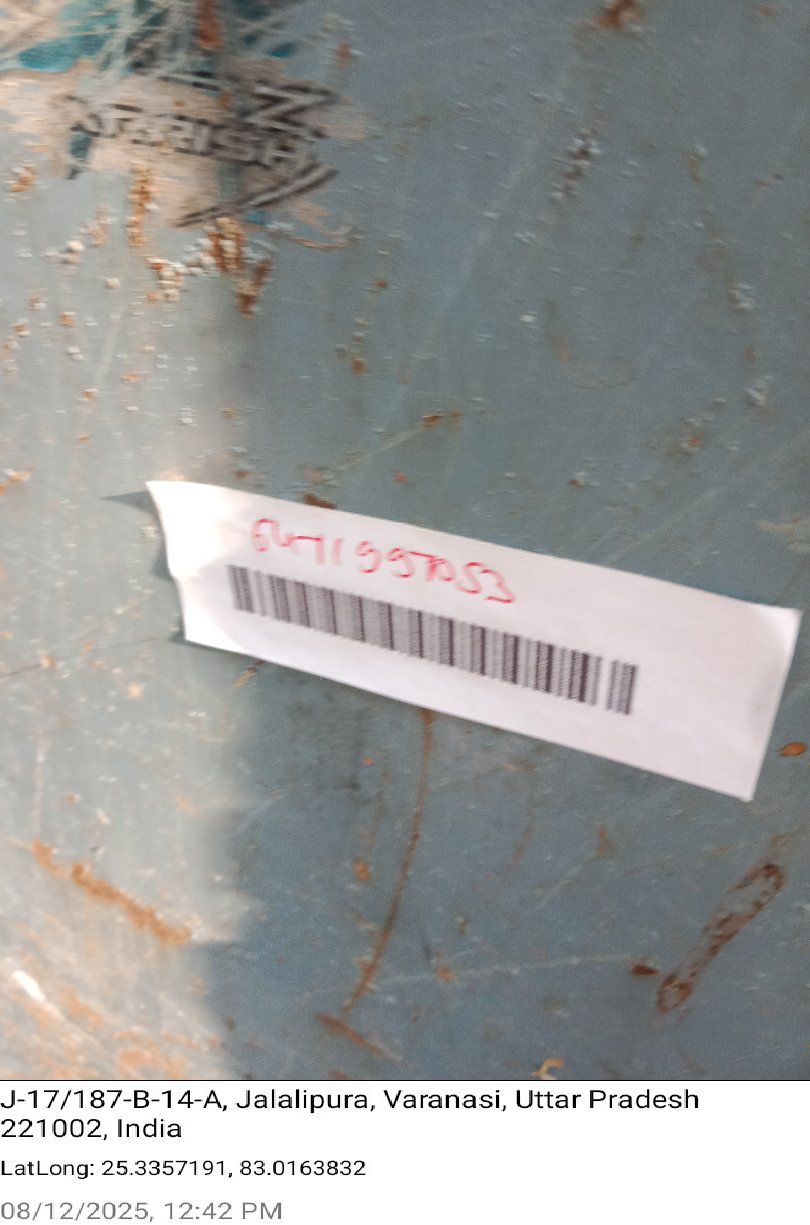 6471997053
J-17/187-B-14-A, Jalalipura, Varanasi, Uttar Pradesh
221002, India
LatLong: 25.3357191, 83.0163832
08/12/2025, 12:42 PM